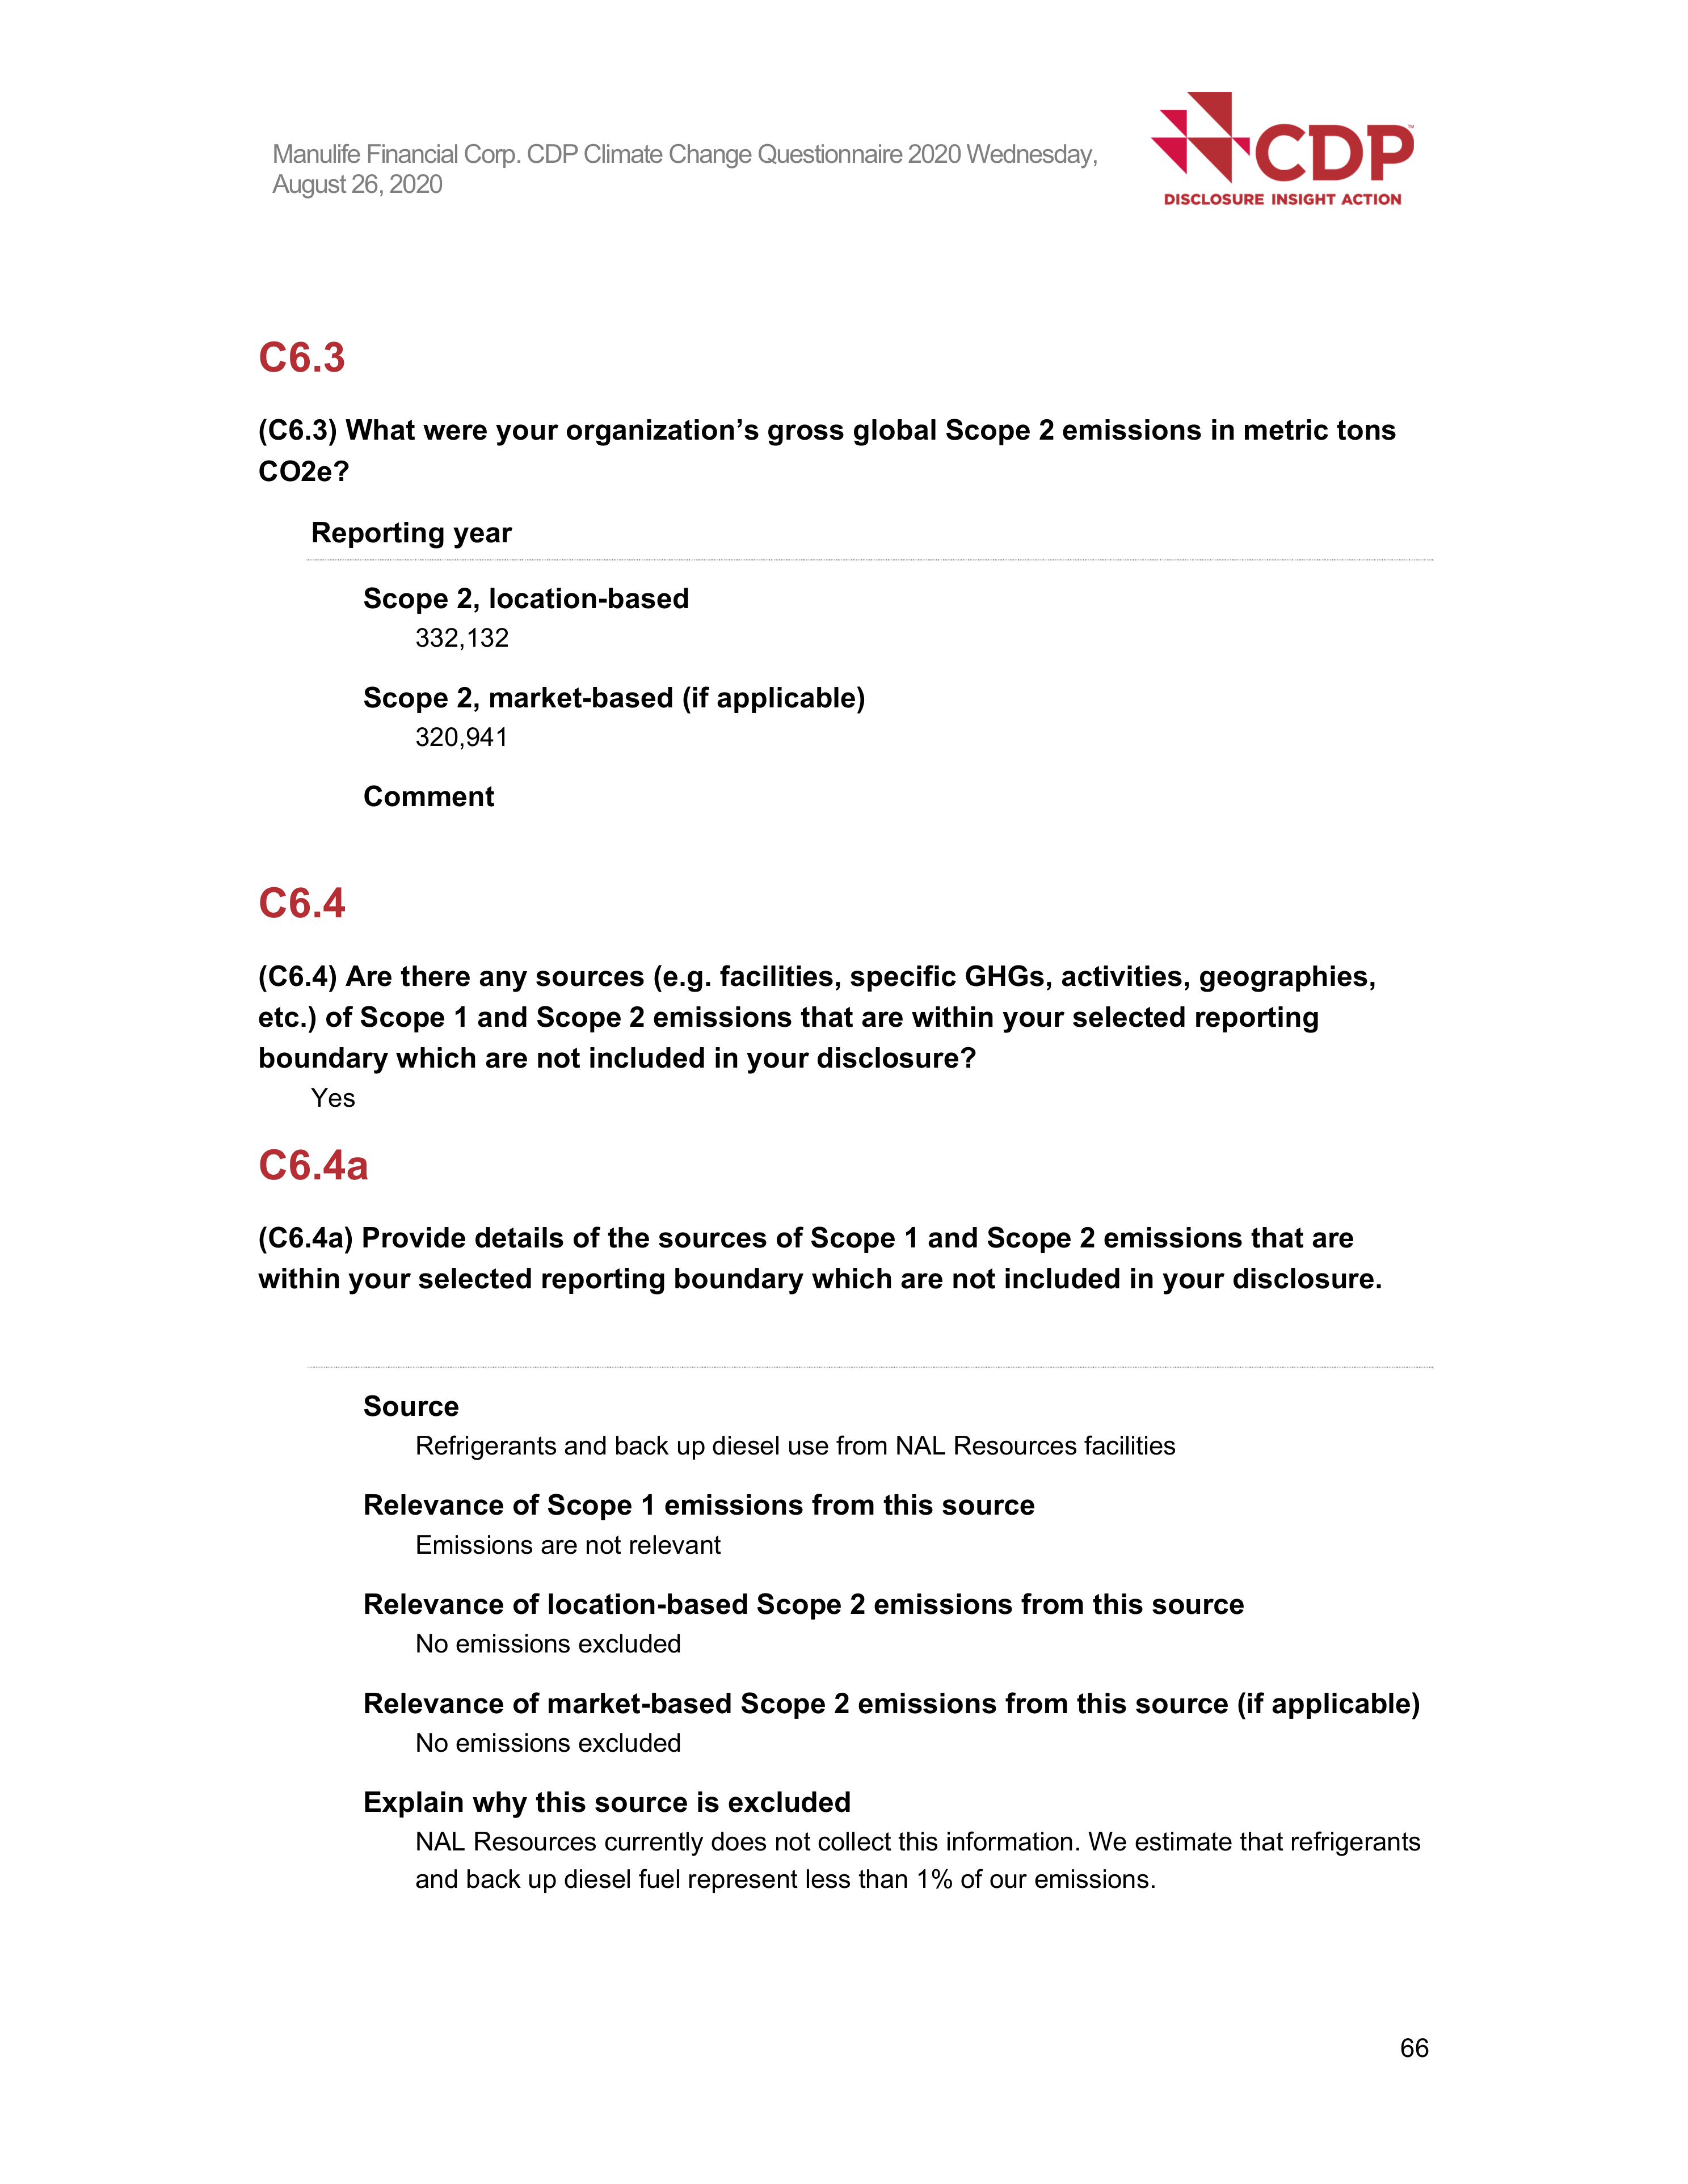 Manulife Financial Corp. CDP Climate Change Questionnaire 2020 Wednesday,
August 26, 2020
CDP™
DISCLOSURE INSIGHT ACTION
C6.3
(C6.3) What were your organization’s gross global Scope 2 emissions in metric tons
CO2e?
Reporting year
Scope 2, location-based
332,132
Scope 2, market-based (if applicable)
320,941
Comment
C6.4
(C6.4) Are there any sources (e.g. facilities, specific GHGs, activities, geographies,
etc.) of Scope 1 and Scope 2 emissions that are within your selected reporting
boundary which are not included in your disclosure?
Yes
C6.4a
(C6.4a) Provide details of the sources of Scope 1 and Scope 2 emissions that are
within your selected reporting boundary which are not included in your disclosure.
Source
Refrigerants and back up diesel use from NAL Resources facilities
Relevance of Scope 1 emissions from this source
Emissions are not relevant
Relevance of location-based Scope 2 emissions from this source
No emissions excluded
Relevance of market-based Scope 2 emissions from this source (if applicable)
No emissions excluded
Explain why this source is excluded
NAL Resources currently does not collect this information. We estimate that refrigerants
and back up diesel fuel represent less than 1% of our emissions.
66